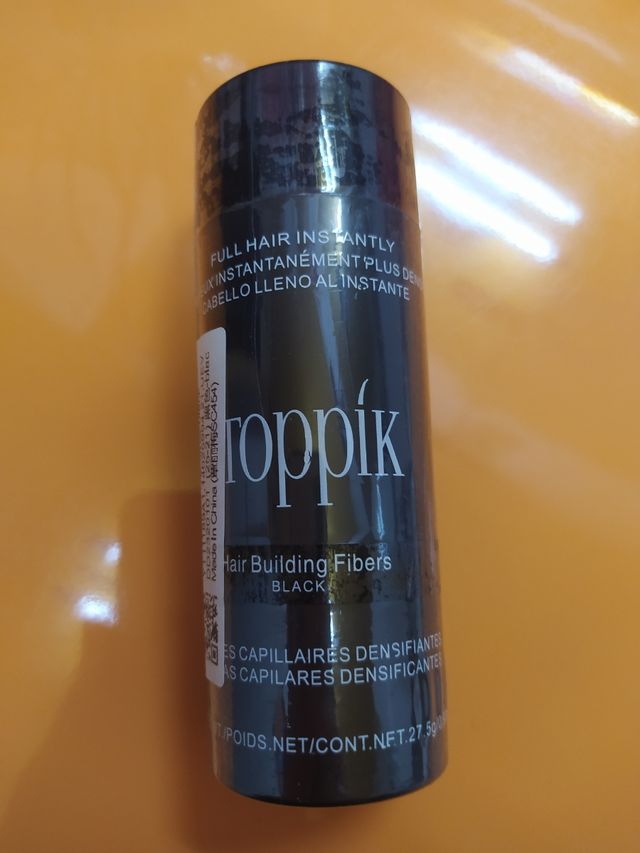 FULL HAIR INSTANTLY
INSTANTANÉMENT PLUS
CABELLO LLENO AL INSTANTE
Toppik
Hair Building Fibers
BLACK
ES CAPILLAIRES DENSIFIANTES
AS CAPILARES DENSIFICANTES
/POIDS.NET/CONT.NET.27.5g
Made In China